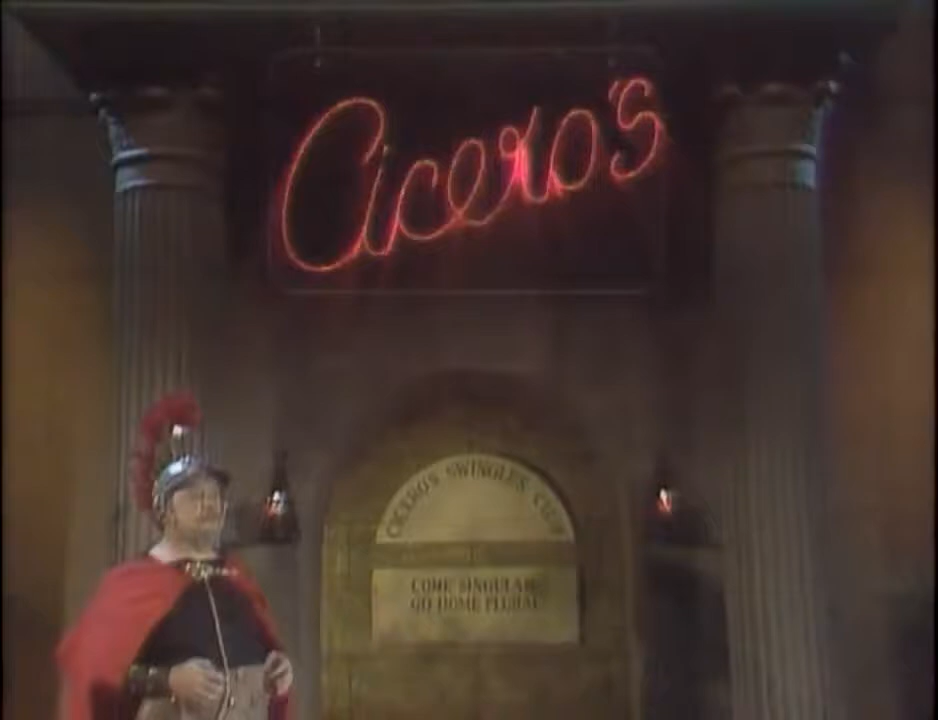 Cicero's
CICERO'S SWINGLES CLUB
COME SINGULAR
GO HOME PLURAL